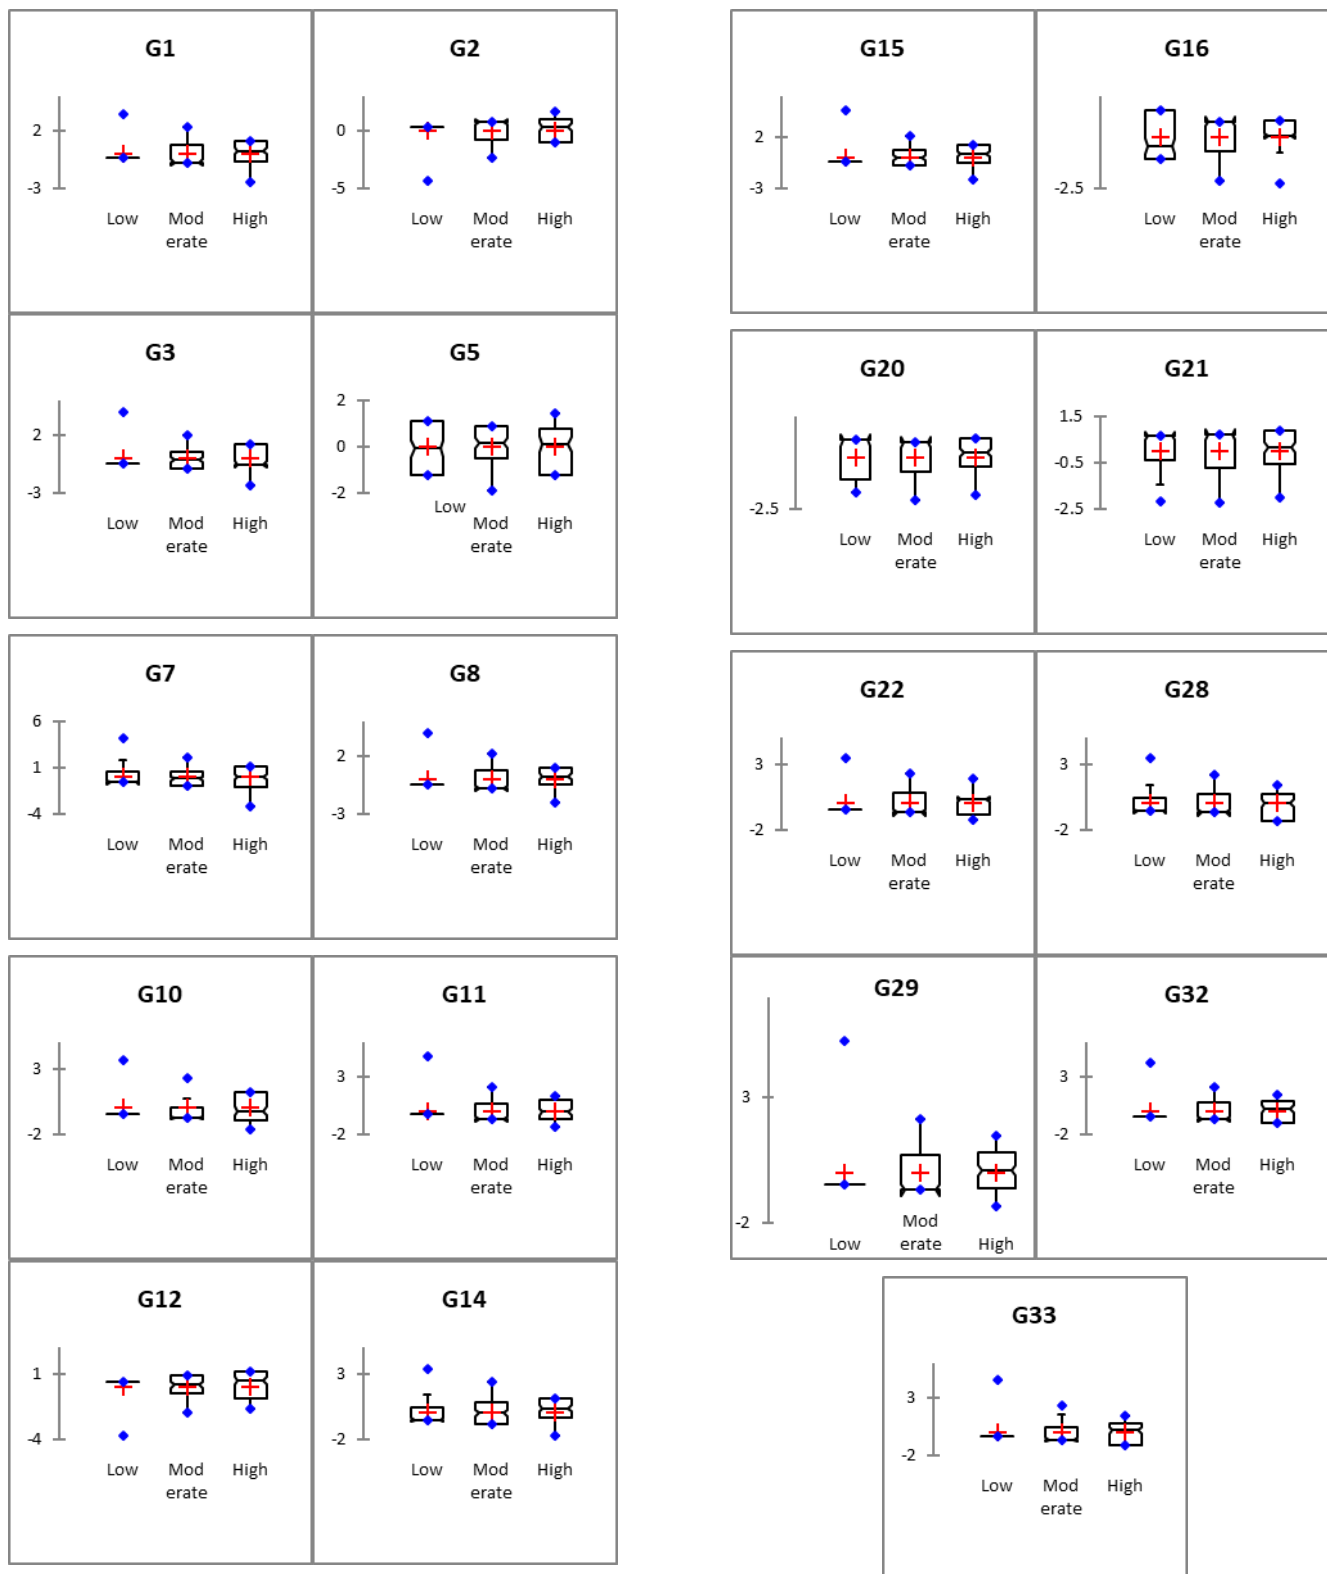 G1
2
-3
Low
Mod
erate
High
G2
0
-5
Low
Mod
erate
High
G3
2
-3
Low
Mod
erate
High
G5
2
0
-2
Low
Mod
erate
High
G7
6
1
-4
Low
Mod
erate
High
G8
2
-3
Low
Mod
erate
High
G10
3
-2
Low
Mod
erate
High
G11
3
-2
Low
Mod
erate
High
G12
1
-4
Low
Mod
erate
High
G14
3
-2
Low
Mod
erate
High
G15
2
-3
Low
Mod
erate
High
G16
-2.5
Low
Mod
erate
High
G20
-2.5
Low
Mod
erate
High
G21
1.5
-0.5
-2.5
Low
Mod
erate
High
G22
3
-2
Low
Mod
erate
High
G28
3
-2
Low
Mod
erate
High
G29
3
-2
Low
Mod
erate
High
G32
3
-2
Low
Mod
erate
High
G33
3
-2
Low
Mod
erate
High